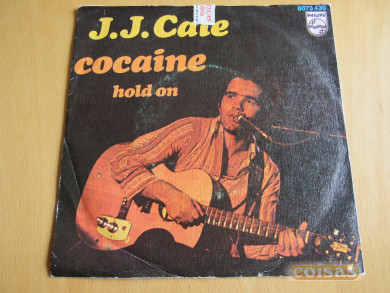 J.J. Cale
PHILIPS
6073.430
cocaine
hold on
coisas